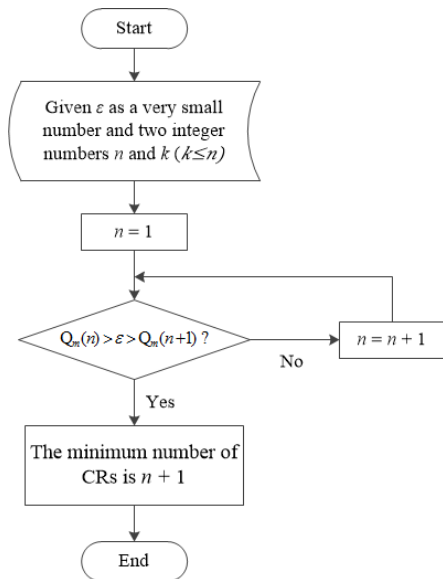 Start
Given ε as a very small
number and two integer
numbers n and k (k≤n)
n = 1
Qm(n) > ε > Qm(n+1) ?
No
n = n + 1
Yes
The minimum number of
CRs is n + 1
End